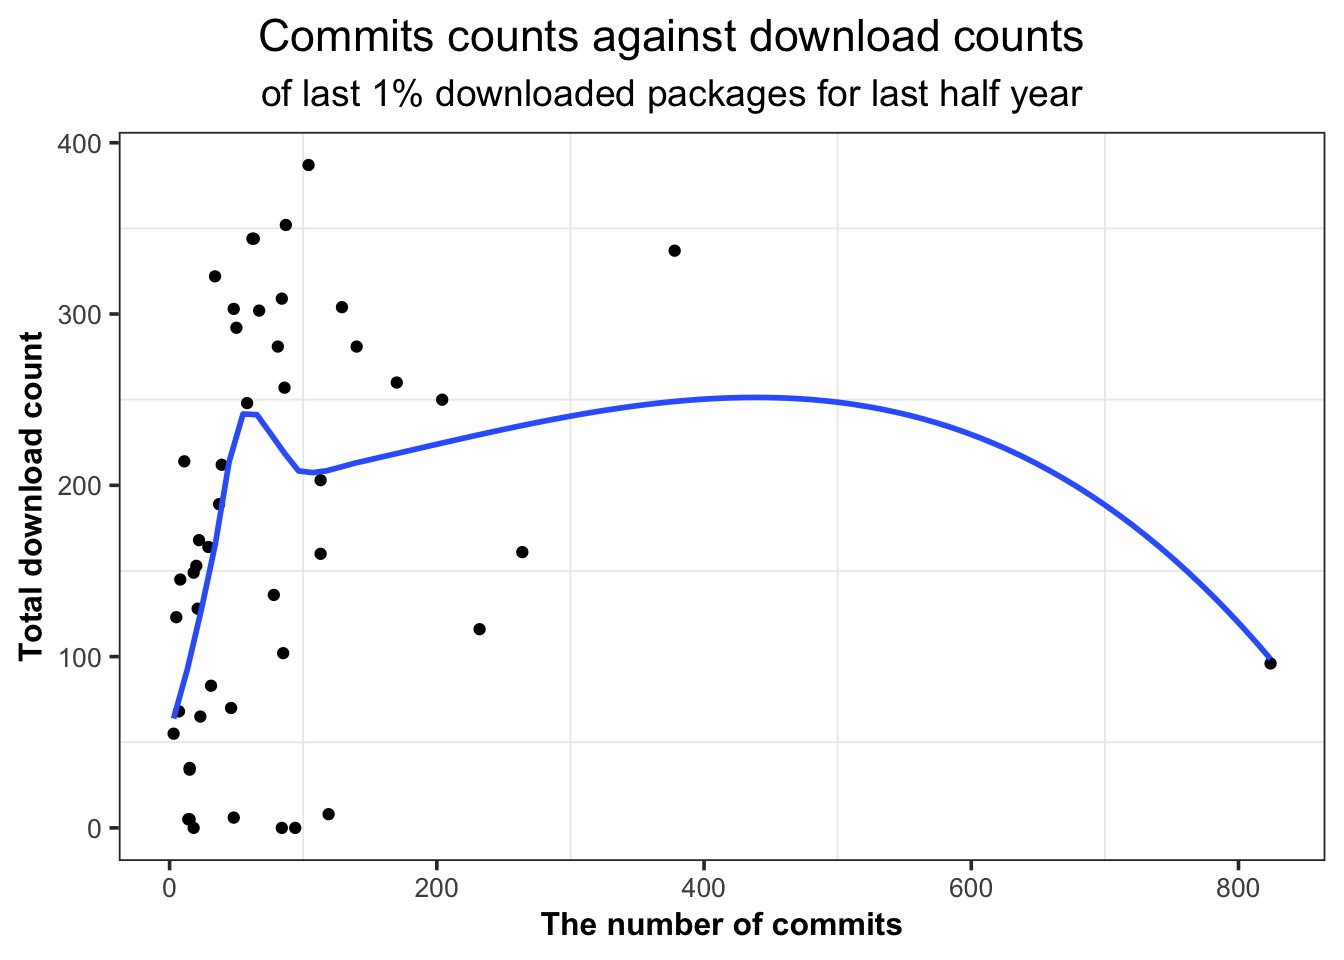 Commits counts against download counts
of last 1% downloaded packages for last half year
Total download count
400
300
200
100
0
0 200 400 600 800
The number of commits